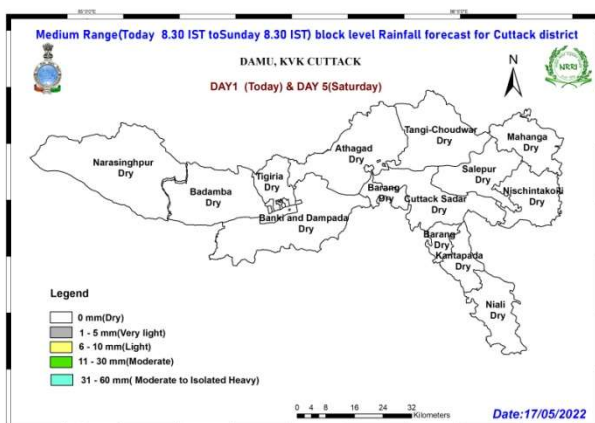 Medium Range(Today 8.30 IST toSunday 8.30 IST) block level Rainfall forecast for Cuttack district
DAMU, KVK CUTTACK
DAY1 (Today) & DAY 5(Saturday)
N
NRRI
Narasinghpur
Dry
Badamba
Dry
Tigiria
Dry
Banki and Dampada
Dry
Athagad
Dry
Tangi-Choudwar
Dry
Mahanga
Dry
Salepur
Dry
Nischintakoili
Dry
Barang
Dry
Cuttack Sadar
Dry
Barang
Dry
Kantapada
Dry
Niali
Dry
Legend
0 mm(Dry)
1 - 5 mm(Very light)
6 - 10 mm(Light)
11 - 30 mm(Moderate)
31 - 60 mm( Moderate to Isolated Heavy)
0 4 8 16 24 32
Kilometers
Date:17/05/2022